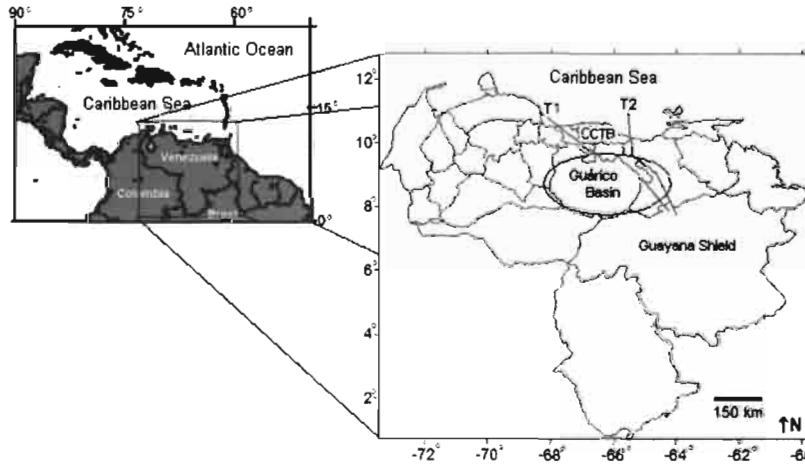 90° 75° 60°
Atlantic Ocean
Caribbean Sea
15°
Venezuela
Colombia
Brazil
0°
Caribbean Sea
12°
10°
8°
6°
4°
2°
T1 T2
CCTB
Guárico
Basin
Guayana Shield
150 km
↑N
-72° -70° -68° -66° -64° -62° -60°